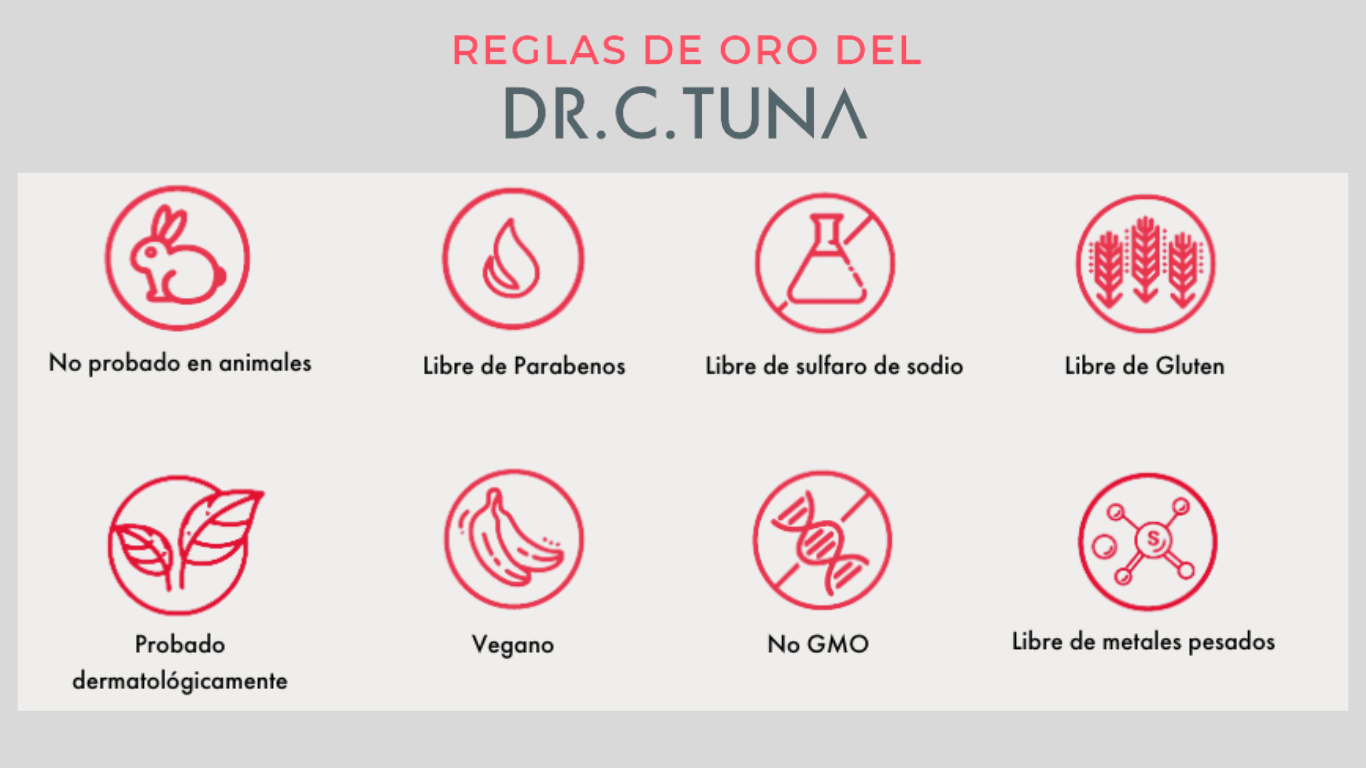 REGLAS DE ORO DEL
DR.C.TUNA
No probado en animales
Libre de Parabenos
Libre de sulfaro de sodio
Libre de Gluten
Probado
dermatológicamente
Vegano
No GMO
S
Libre de metales pesados